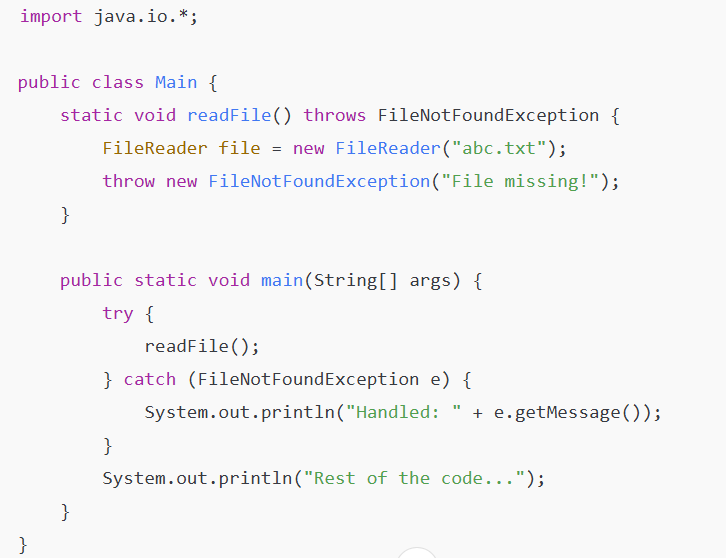 import java.io.*;
public class Main {
    static void readFile() throws FileNotFoundException {
        FileReader file = new FileReader("abc.txt");
        throw new FileNotFoundException("File missing!");
    }
    public static void main(String[] args) {
        try {
            readFile();
        } catch (FileNotFoundException e) {
            System.out.println("Handled: " + e.getMessage());
        }
        System.out.println("Rest of the code...");
    }
}